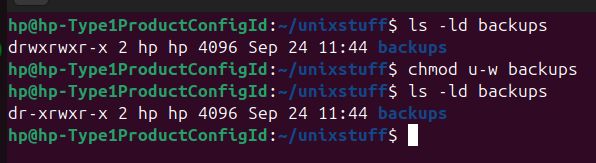 hp@hp-Type1ProductConfigId:~/unixstuff$ ls -ld backups
drwxrwxr-x 2 hp hp 4096 Sep 24 11:44 backups
hp@hp-Type1ProductConfigId:~/unixstuff$ chmod u-w backups
hp@hp-Type1ProductConfigId:~/unixstuff$ ls -ld backups
dr-xrwxr-x 2 hp hp 4096 Sep 24 11:44 backups
hp@hp-Type1ProductConfigId:~/unixstuff$